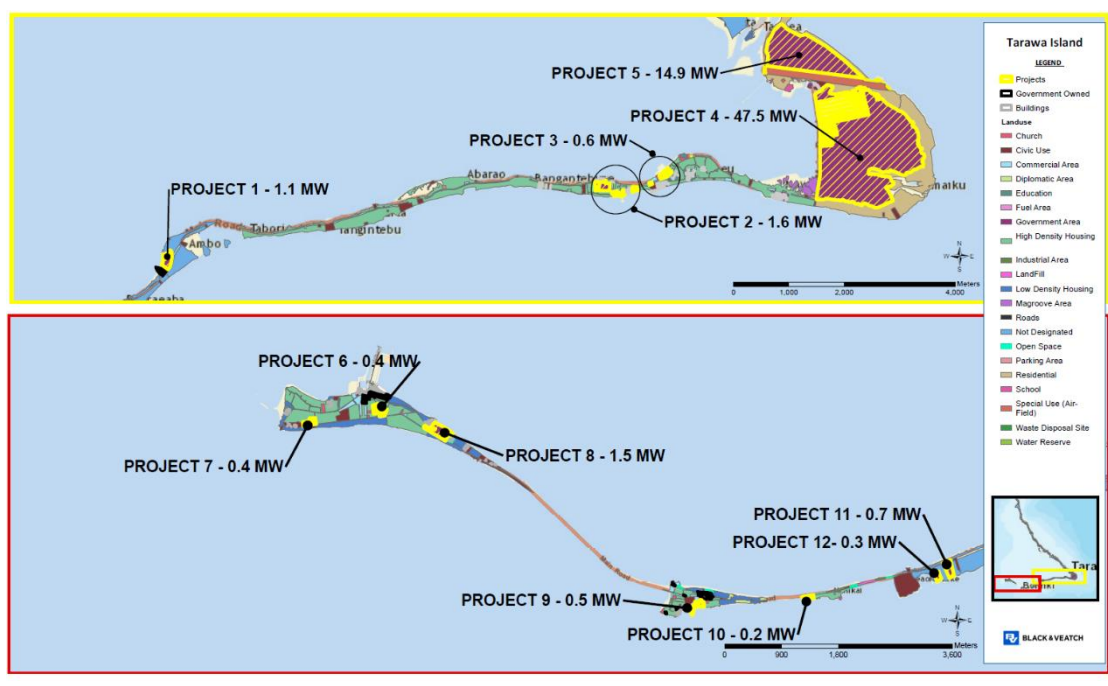 PROJECT 5 - 14.9 MW
PROJECT 4 - 47.5 MW
PROJECT 3 - 0.6 MW
PROJECT 1 - 1.1 MW
PROJECT 2 - 1.6 MW
Abarao
Road
Ambo
N
W
E
S
Meters
0 1,000 2,000 4,000
PROJECT 6 - 0.4 MW
PROJECT 7 - 0.4 MW
PROJECT 8 - 1.5 MW
PROJECT 11 - 0.7 MW
PROJECT 12- 0.3 MW
PROJECT 9 - 0.5 MW
PROJECT 10 - 0.2 MW
Main Road
N
W
E
S
Meters
0 900 1,800 3,600
Tarawa Island
LEGEND
Projects
Government Owned
Buildings
Landuse
Church
Civic Use
Commercial Area
Diplomatic Area
Education
Fuel Area
Government Area
High Density Housing
Industrial Area
LandFill
Low Density Housing
Magroove Area
Roads
Not Designated
Open Space
Parking Area
Residential
School
Special Use (Air-
Field)
Waste Disposal Site
Water Reserve
Tara
BV BLACK & VEATCH